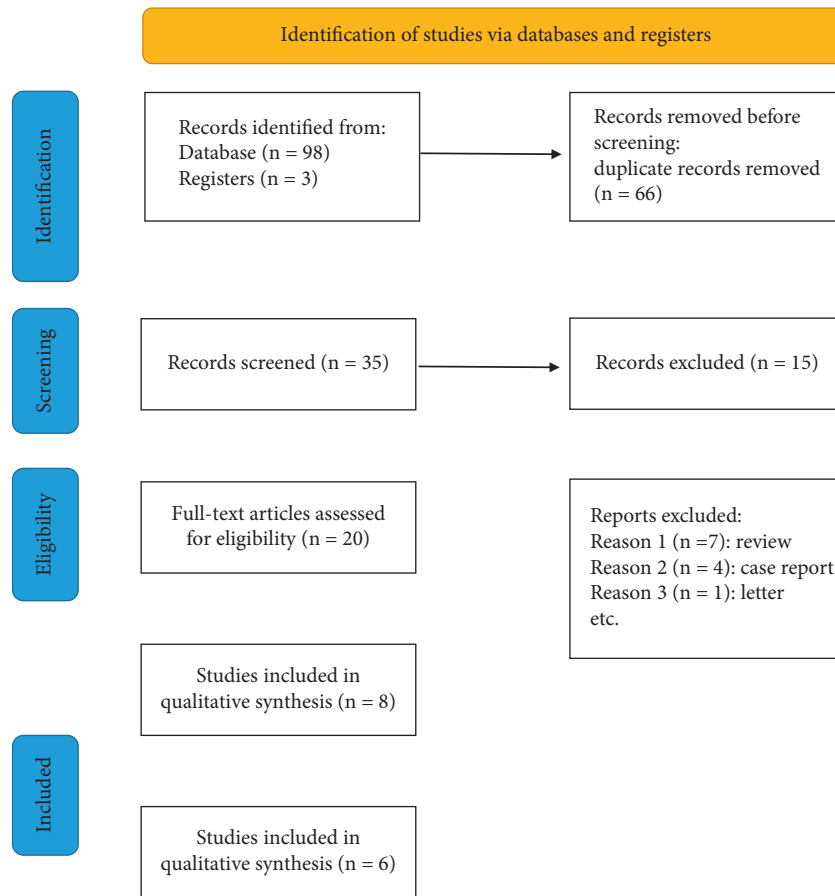 Identification of studies via databases and registers
Identification
Records identified from:
Database (n = 98)
Registers (n = 3)
Records removed before
screening:
duplicate records removed
(n = 66)
Screening
Records screened (n = 35)
Records excluded (n = 15)
Eligibility
Full-text articles assessed
for eligibility (n = 20)
Reports excluded:
Reason 1 (n =7): review
Reason 2 (n = 4): case report
Reason 3 (n = 1): letter
etc.
Studies included in
qualitative synthesis (n = 8)
Included
Studies included in
qualitative synthesis (n = 6)